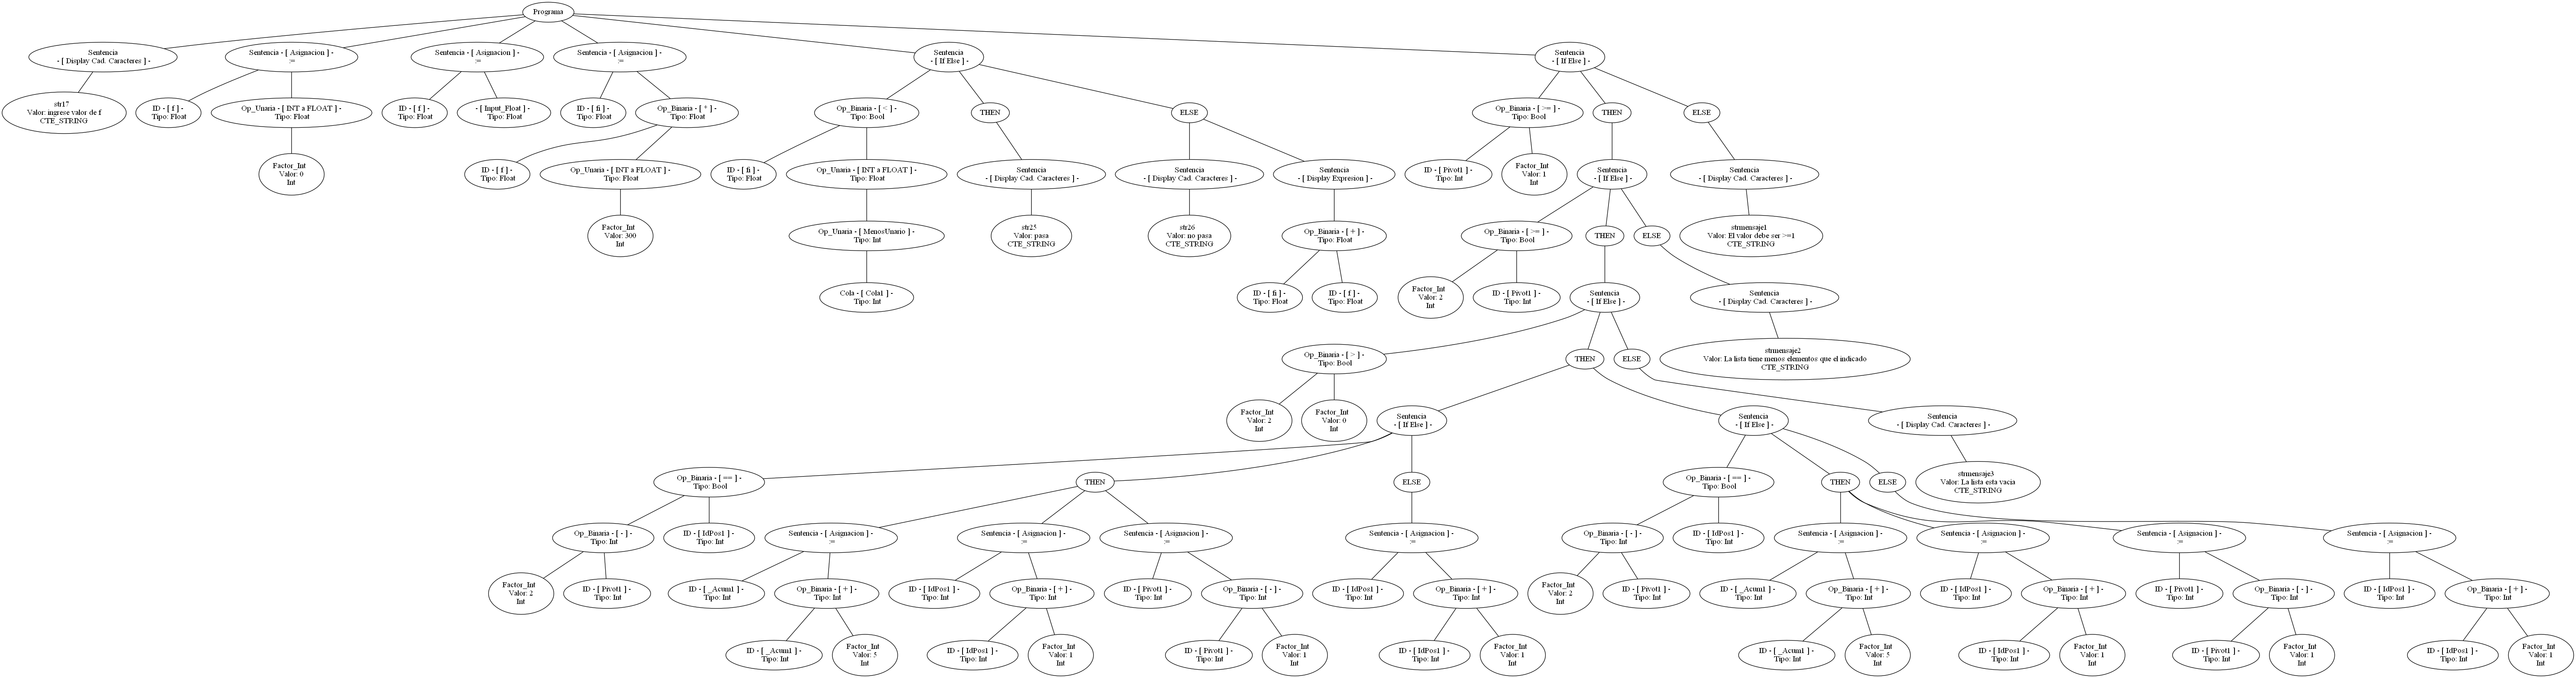 Programa
Sentencia
- [ Display Cad. Caracteres ] -
Sentencia - [ Asignacion ] -
:=
Sentencia - [ Asignacion ] -
:=
Sentencia - [ Asignacion ] -
:=
Sentencia
- [ If Else ] -
Sentencia
- [ If Else ] -
str17
Valor: ingrese valor de f
CTE_STRING
ID - [ f ] -
Tipo: Float
Op_Unaria - [ INT a FLOAT ] -
Tipo: Float
ID - [ f ] -
Tipo: Float
- [ Input_Float ] -
Tipo: Float
ID - [ fi ] -
Tipo: Float
Op_Binaria - [ * ] -
Tipo: Float
Op_Binaria - [ < ] -
Tipo: Bool
THEN
ELSE
Op_Binaria - [ >= ] -
Tipo: Bool
THEN
ELSE
Factor_Int
Valor: 0
Int
ID - [ f ] -
Tipo: Float
Op_Unaria - [ INT a FLOAT ] -
Tipo: Float
ID - [ fi ] -
Tipo: Float
Op_Unaria - [ INT a FLOAT ] -
Tipo: Float
Sentencia
- [ Display Cad. Caracteres ] -
Sentencia
- [ Display Cad. Caracteres ] -
Sentencia
- [ Display Expresion ] -
ID - [ Pivot1 ] -
Tipo: Int
Factor_Int
Valor: 1
Int
Sentencia
- [ If Else ] -
Sentencia
- [ Display Cad. Caracteres ] -
Factor_Int
Valor: 300
Int
Op_Unaria - [ MenosUnario ] -
Tipo: Int
str25
Valor: pasa
CTE_STRING
str26
Valor: no pasa
CTE_STRING
Op_Binaria - [ + ] -
Tipo: Float
Op_Binaria - [ >= ] -
Tipo: Bool
THEN
ELSE
strmensaje1
Valor: El valor debe ser >=1
CTE_STRING
Cola - [ Cola1 ] -
Tipo: Int
ID - [ fi ] -
Tipo: Float
ID - [ f ] -
Tipo: Float
Factor_Int
Valor: 2
Int
ID - [ Pivot1 ] -
Tipo: Int
Sentencia
- [ If Else ] -
Sentencia
- [ Display Cad. Caracteres ] -
Op_Binaria - [ > ] -
Tipo: Bool
THEN
ELSE
strmensaje2
Valor: La lista tiene menos elementos que el indicado
CTE_STRING
Factor_Int
Valor: 2
Int
Factor_Int
Valor: 0
Int
Sentencia
- [ If Else ] -
Sentencia
- [ If Else ] -
Sentencia
- [ Display Cad. Caracteres ] -
Op_Binaria - [ == ] -
Tipo: Bool
THEN
ELSE
Op_Binaria - [ == ] -
Tipo: Bool
THEN
ELSE
strmensaje3
Valor: La lista esta vacia
CTE_STRING
Op_Binaria - [ - ] -
Tipo: Int
ID - [ IdPos1 ] -
Tipo: Int
Sentencia - [ Asignacion ] -
:=
Sentencia - [ Asignacion ] -
:=
Sentencia - [ Asignacion ] -
:=
Sentencia - [ Asignacion ] -
:=
Op_Binaria - [ - ] -
Tipo: Int
ID - [ IdPos1 ] -
Tipo: Int
Sentencia - [ Asignacion ] -
:=
Sentencia - [ Asignacion ] -
:=
Sentencia - [ Asignacion ] -
:=
Sentencia - [ Asignacion ] -
:=
Factor_Int
Valor: 2
Int
ID - [ Pivot1 ] -
Tipo: Int
ID - [ _Acum1 ] -
Tipo: Int
Op_Binaria - [ + ] -
Tipo: Int
ID - [ IdPos1 ] -
Tipo: Int
Op_Binaria - [ + ] -
Tipo: Int
ID - [ Pivot1 ] -
Tipo: Int
Op_Binaria - [ - ] -
Tipo: Int
ID - [ IdPos1 ] -
Tipo: Int
Op_Binaria - [ + ] -
Tipo: Int
Factor_Int
Valor: 2
Int
ID - [ Pivot1 ] -
Tipo: Int
ID - [ _Acum1 ] -
Tipo: Int
Op_Binaria - [ + ] -
Tipo: Int
ID - [ IdPos1 ] -
Tipo: Int
Op_Binaria - [ + ] -
Tipo: Int
ID - [ Pivot1 ] -
Tipo: Int
Op_Binaria - [ - ] -
Tipo: Int
ID - [ IdPos1 ] -
Tipo: Int
Op_Binaria - [ + ] -
Tipo: Int
ID - [ _Acum1 ] -
Tipo: Int
Factor_Int
Valor: 5
Int
ID - [ IdPos1 ] -
Tipo: Int
Factor_Int
Valor: 1
Int
ID - [ Pivot1 ] -
Tipo: Int
Factor_Int
Valor: 1
Int
ID - [ IdPos1 ] -
Tipo: Int
Factor_Int
Valor: 1
Int
ID - [ _Acum1 ] -
Tipo: Int
Factor_Int
Valor: 5
Int
ID - [ IdPos1 ] -
Tipo: Int
Factor_Int
Valor: 1
Int
ID - [ Pivot1 ] -
Tipo: Int
Factor_Int
Valor: 1
Int
ID - [ IdPos1 ] -
Tipo: Int
Factor_Int
Valor: 1
Int